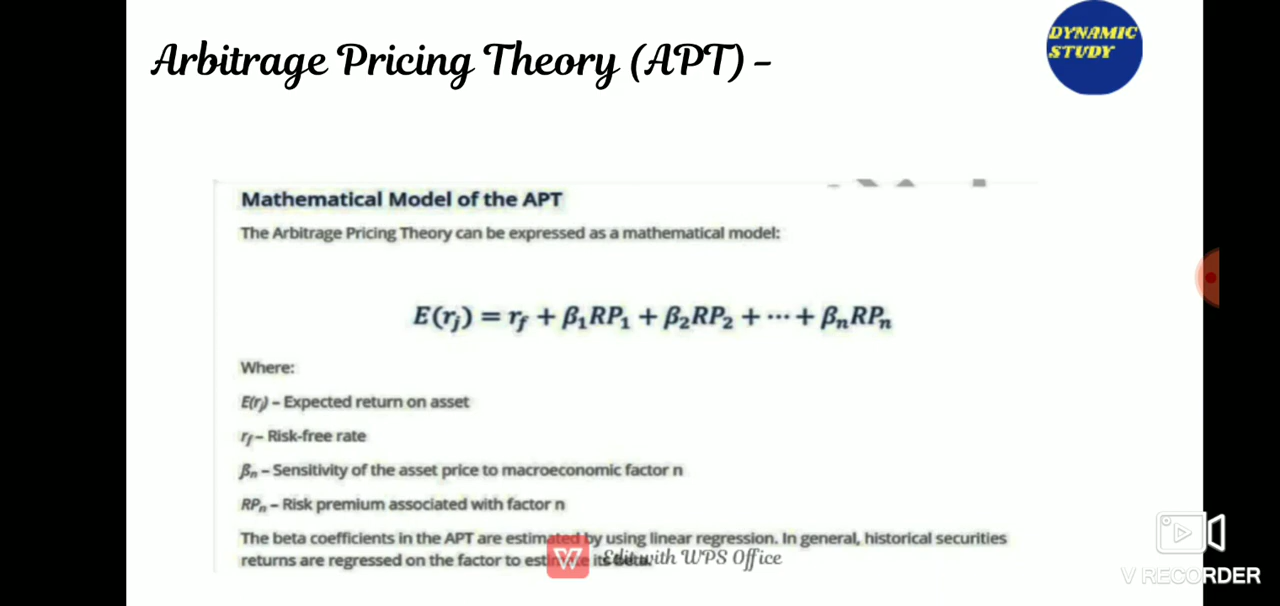 Arbitrage Pricing Theory (APT) –
DYNAMIC
STUDY
Mathematical Model of the APT
The Arbitrage Pricing Theory can be expressed as a mathematical model:
E(rⱼ) = r_f + β₁RP₁ + β₂RP₂ + ⋯ + βₙRPₙ
Where:
E(rⱼ) – Expected return on asset
r_f – Risk-free rate
βₙ – Sensitivity of the asset price to macroeconomic factor n
RPₙ – Risk premium associated with factor n
The beta coefficients in the APT are estimated by using linear regression. In general, historical securities
returns are regressed on the factor to estimate its beta.
Edit with WPS Office
V RECORDER